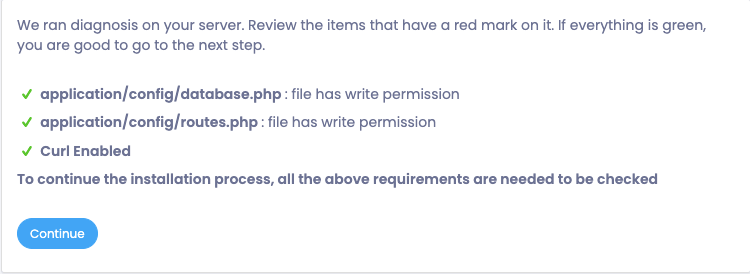 We ran diagnosis on your server. Review the items that have a red mark on it. If everything is green,
you are good to go to the next step.
application/config/database.php : file has write permission
application/config/routes.php : file has write permission
Curl Enabled
To continue the installation process, all the above requirements are needed to be checked
Continue